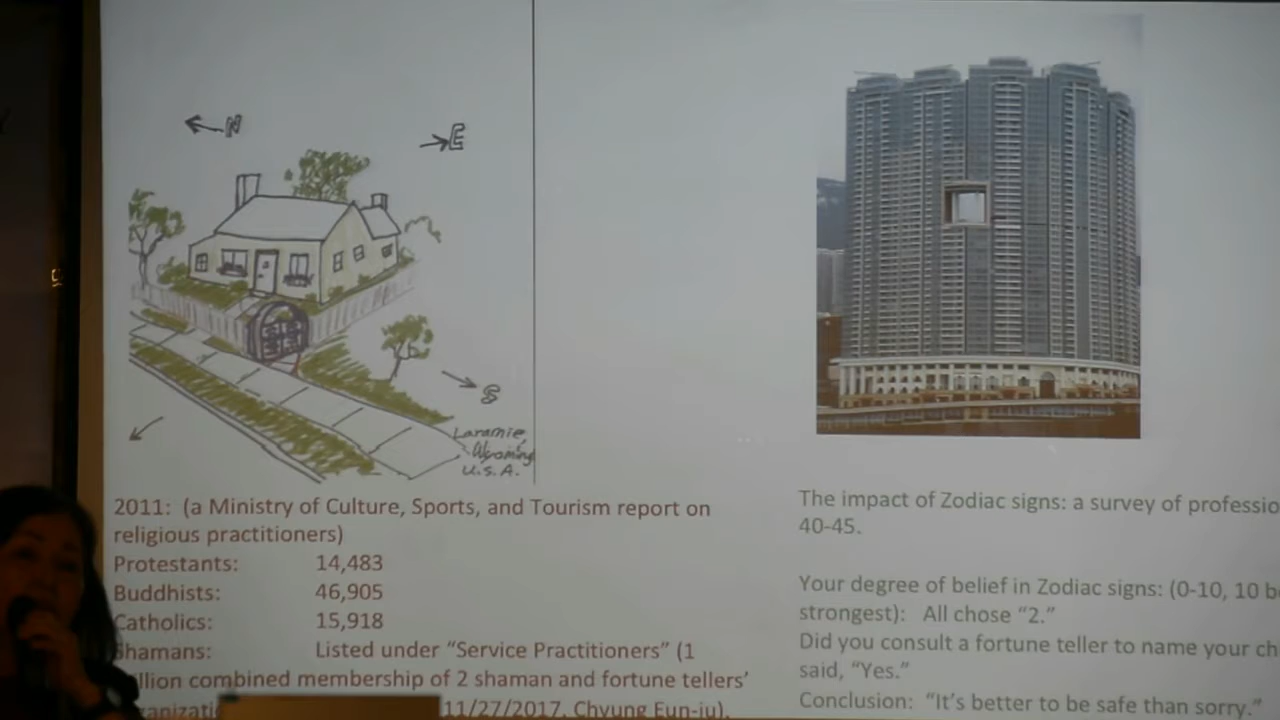 N
E
S
Laramie,
Wyoming
U.S.A.
2011: (a Ministry of Culture, Sports, and Tourism report on
religious practitioners)
Protestants: 14,483
Buddhists: 46,905
Catholics: 15,918
Shamans: Listed under “Service Practitioners” (1
llion combined membership of 2 shaman and fortune tellers’
ganizati 11/27/2017, Chyung Eun-ju).
The impact of Zodiac signs: a survey of professio
40-45.
Your degree of belief in Zodiac signs: (0-10, 10 b
strongest): All chose “2.”
Did you consult a fortune teller to name your ch
said, “Yes.”
Conclusion: “It’s better to be safe than sorry.”